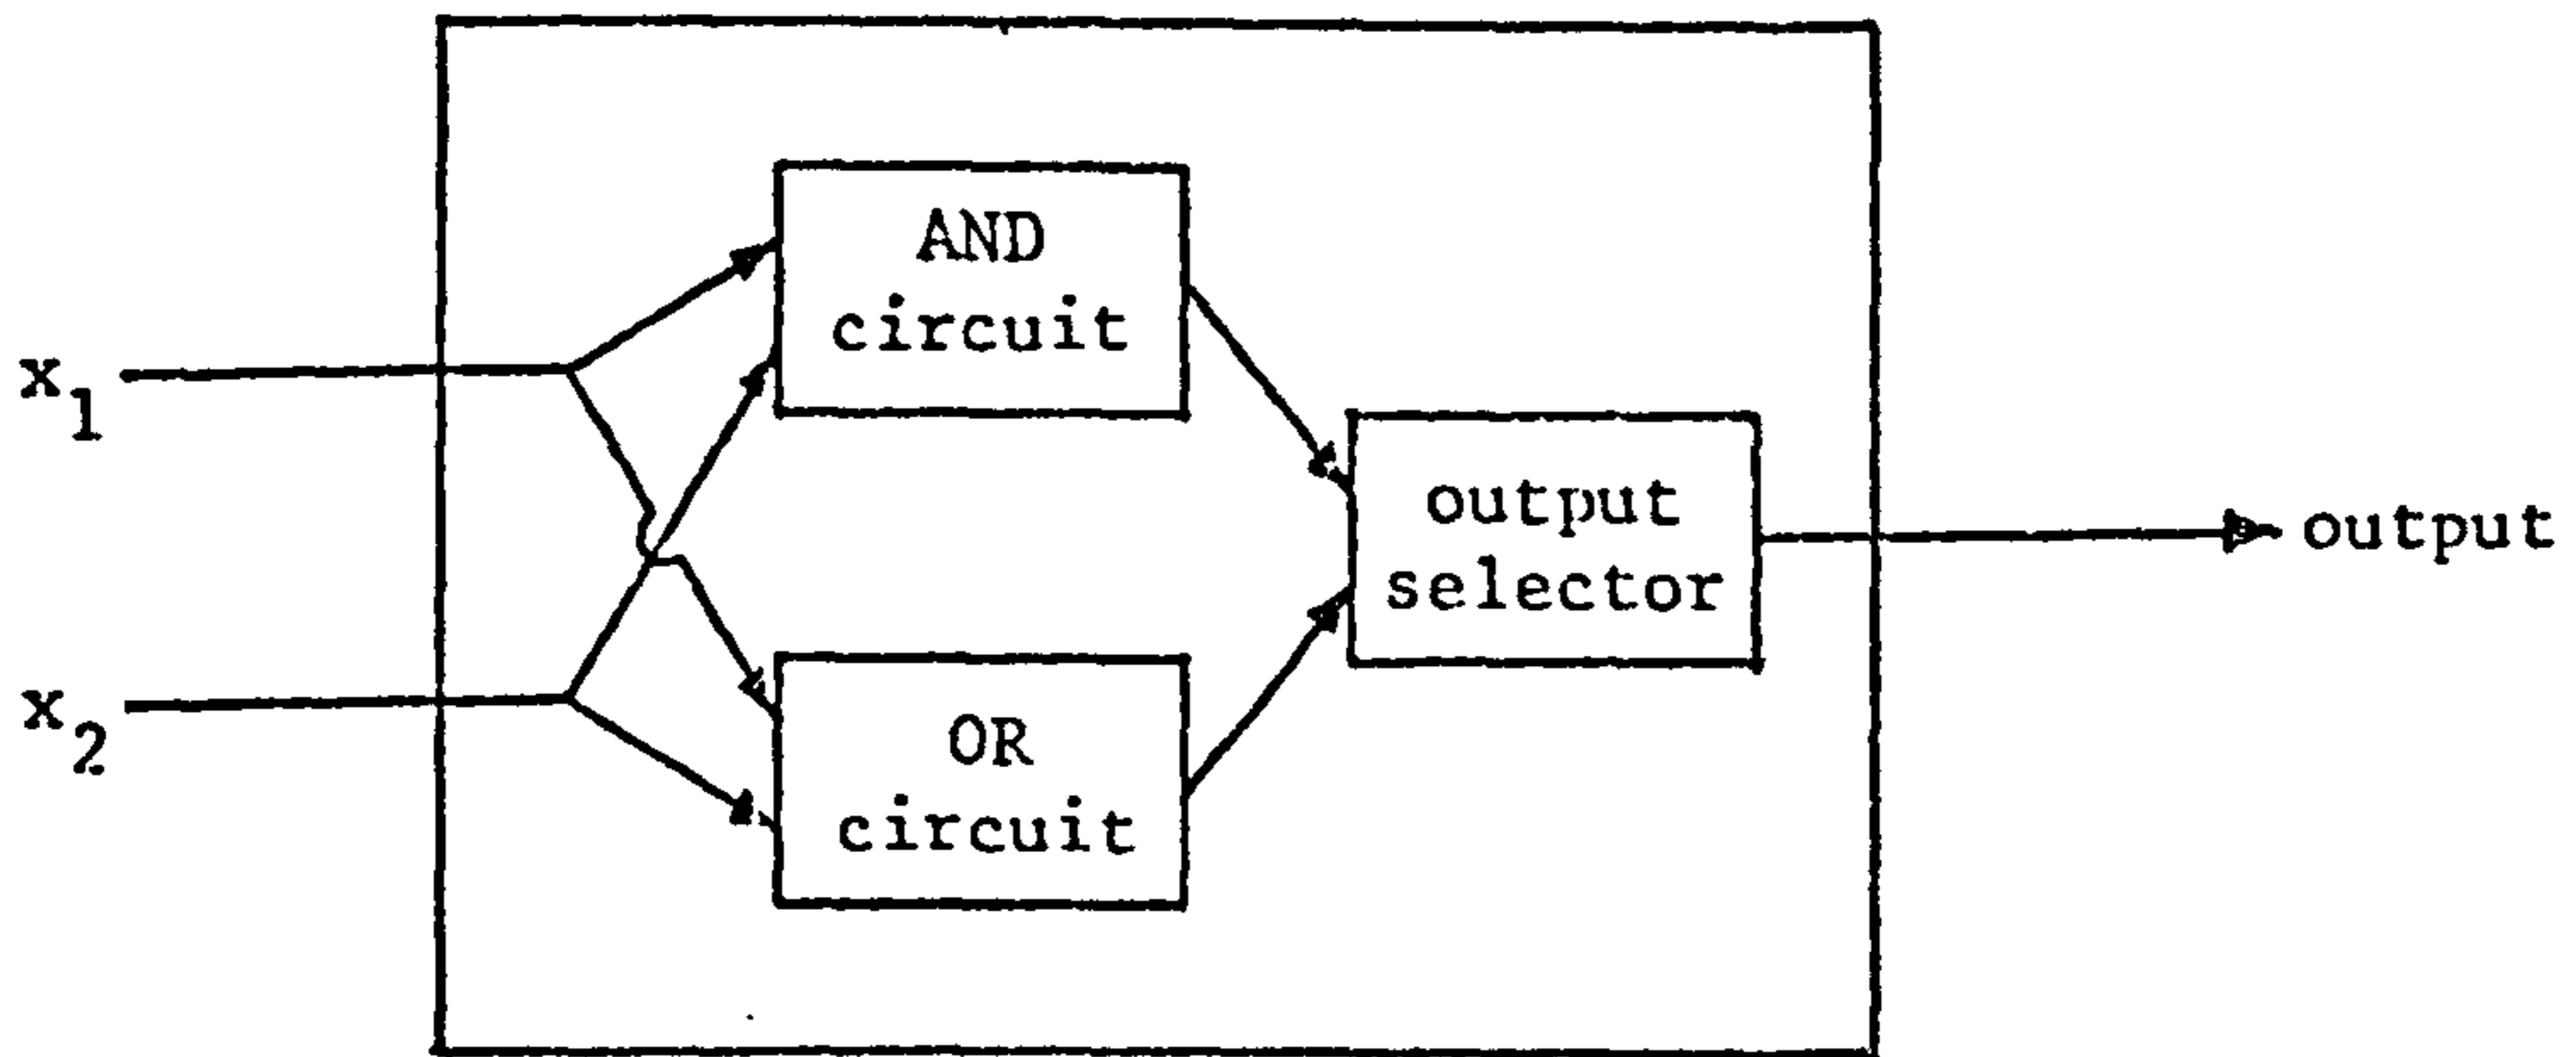 AND
circuit
x1
output
selector
output
x2
OR
circuit